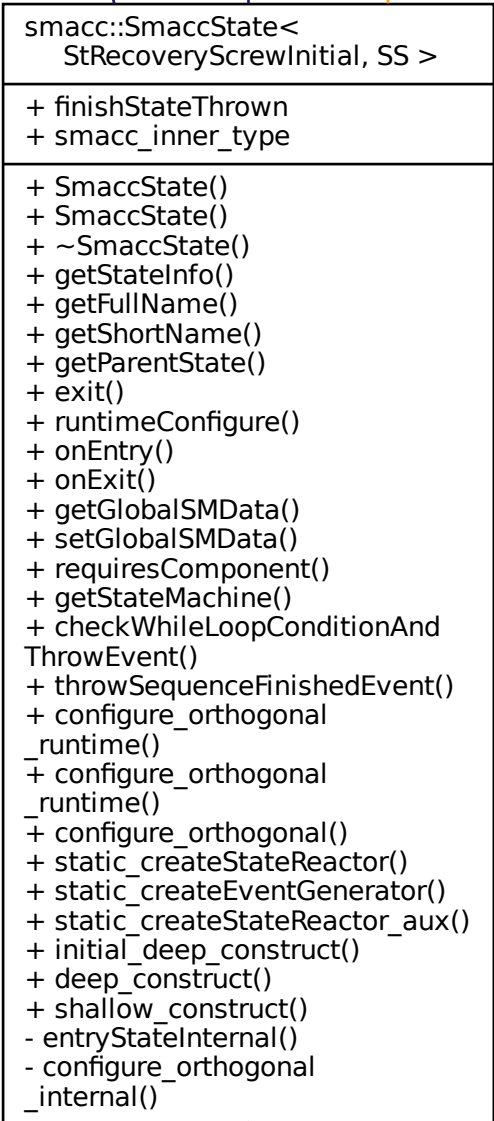 smacc::SmaccState<
StRecoveryScrewInitial, SS >
+ finishStateThrown
+ smacc_inner_type
+ SmaccState()
+ SmaccState()
+ ~SmaccState()
+ getStateInfo()
+ getFullName()
+ getShortName()
+ getParentState()
+ exit()
+ runtimeConfigure()
+ onEntry()
+ onExit()
+ getGlobalSMData()
+ setGlobalSMData()
+ requiresComponent()
+ getStateMachine()
+ checkWhileLoopConditionAnd
ThrowEvent()
+ throwSequenceFinishedEvent()
+ configure_orthogonal
_runtime()
+ configure_orthogonal
_runtime()
+ configure_orthogonal()
+ static_createStateReactor()
+ static_createEventGenerator()
+ static_createStateReactor_aux()
+ initial_deep_construct()
+ deep_construct()
+ shallow_construct()
- entryStateInternal()
- configure_orthogonal
_internal()